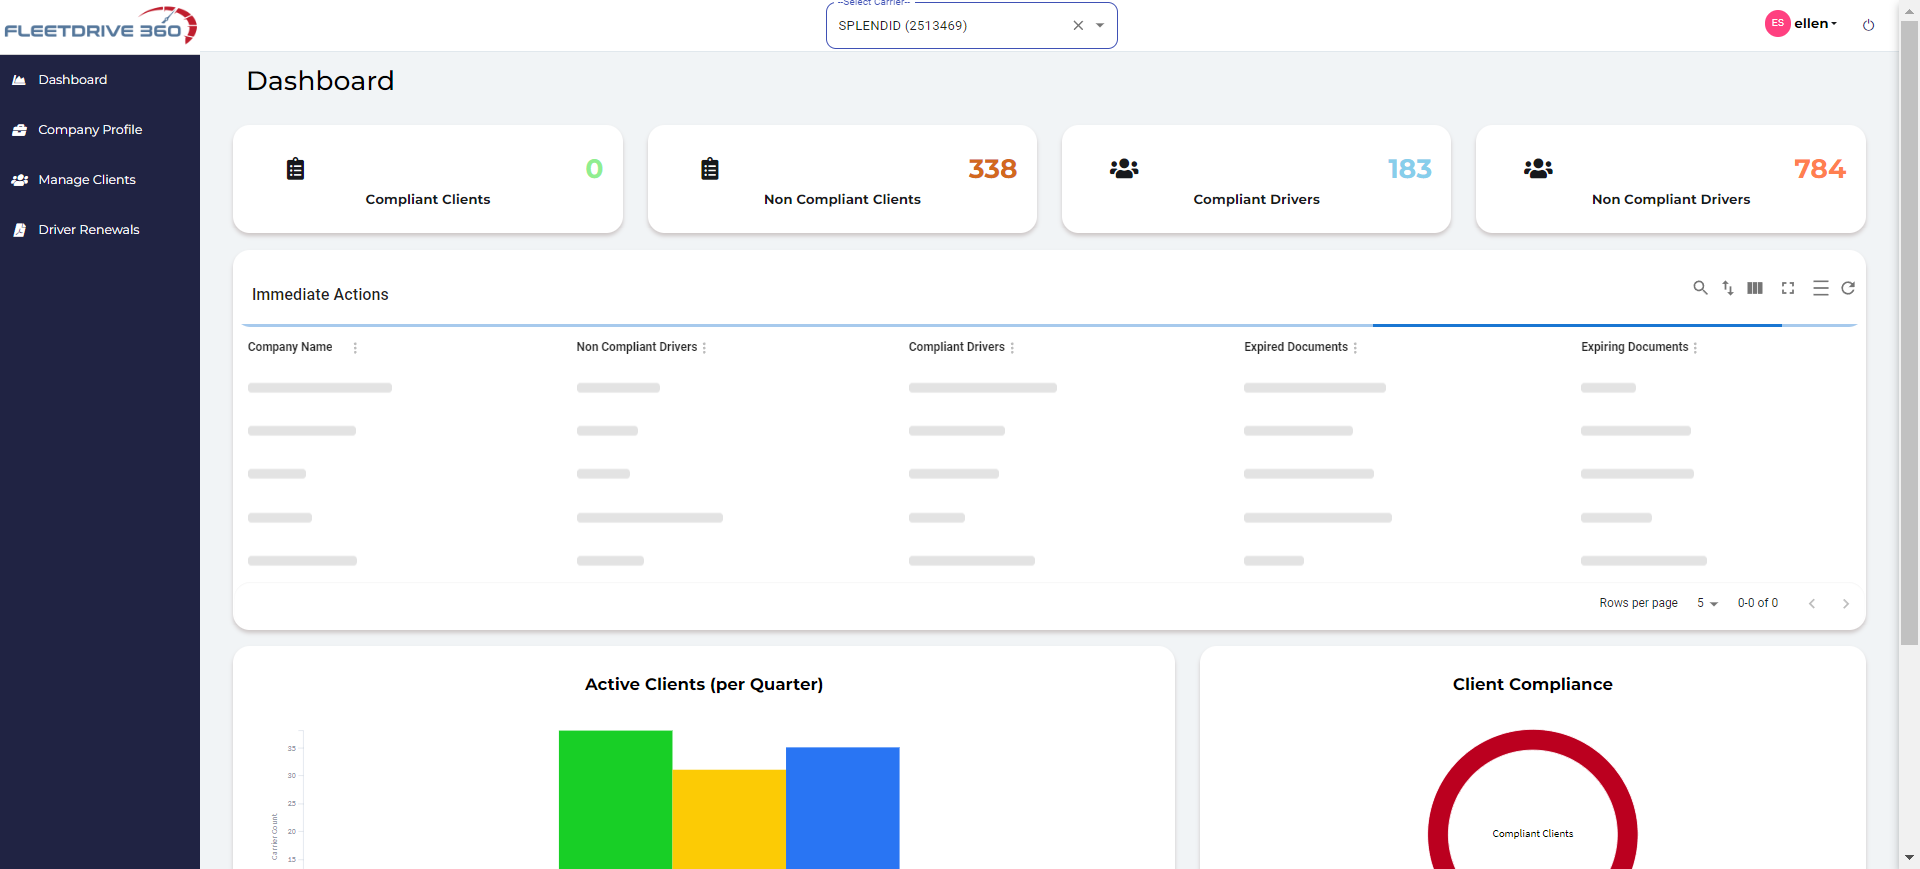 FLEETDRIVE 360
--Select Carrier--
SPLENDID (2513469)
ES ellen
Dashboard
Company Profile
Manage Clients
Driver Renewals
Dashboard
0
Compliant Clients
338
Non Compliant Clients
183
Compliant Drivers
784
Non Compliant Drivers
Immediate Actions
Company Name Non Compliant Drivers Compliant Drivers Expired Documents Expiring Documents
Rows per page 5 0-0 of 0
Active Clients (per Quarter)
35
30
25
20
15
Carrier Count
Client Compliance
Compliant Clients